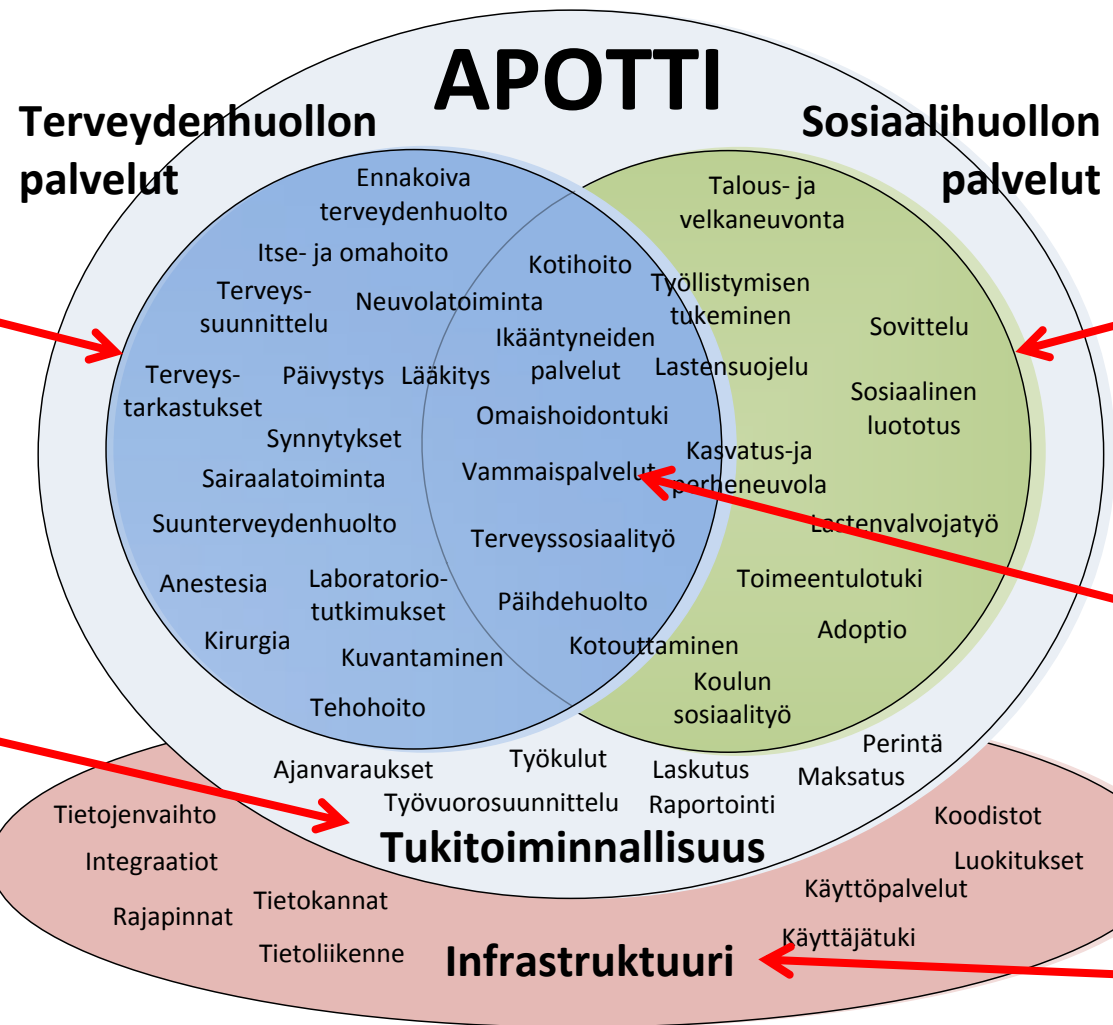 APOTTI
Terveydenhuollon
palvelut
Sosiaalihuollon
palvelut
Ennakoiva
terveydenhuolto
Itse- ja omahoito
Terveys-
suunnittelu
Neuvolatoiminta
Terveys-
tarkastukset
Päivystys
Lääkitys
Synnytykset
Sairaalatoiminta
Suunterveydenhuolto
Anestesia
Laboratorio-
tutkimukset
Kirurgia
Kuvantaminen
Tehohoito
Kotihoito
Ikääntyneiden
palvelut
Omaishoidontuki
Vammaispalvelut
Terveyssosiaalityö
Päihdehuolto
Kotouttaminen
Talous- ja
velkaneuvonta
Työllistymisen
tukeminen
Sovittelu
Lastensuojelu
Sosiaalinen
luototus
Kasvatus-ja
perheneuvola
Lastenvalvojatyö
Toimeentulotuki
Adoptio
Koulun
sosiaalityö
Ajanvaraukset
Työkulut
Laskutus
Perintä
Maksatus
Työvuorosuunnittelu
Raportointi
Tukitoiminnallisuus
Tietojenvaihto
Integraatiot
Rajapinnat
Tietokannat
Tietoliikenne
Infrastruktuuri
Koodistot
Luokitukset
Käyttöpalvelut
Käyttäjätuki